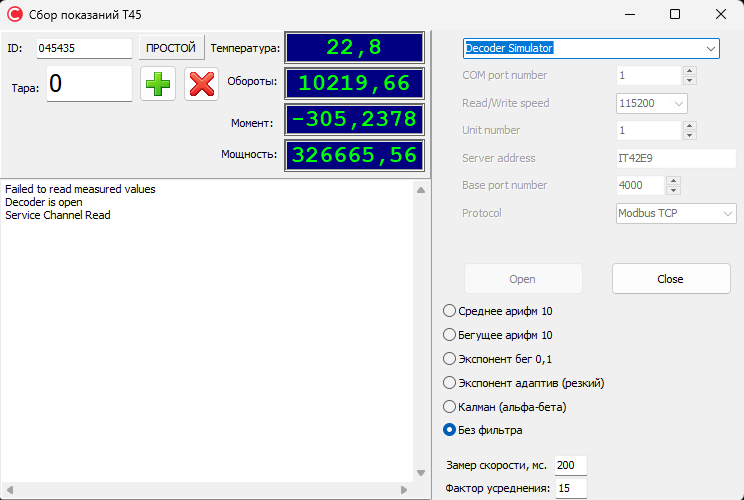 Сбор показаний T45
ID: 045435 ПРОСТОЙ Температура: 22,8
Тара: 0 Обороты: 10219,66
Момент: -305,2378
Мощность: 326665,56
Failed to read measured values
Decoder is open
Service Channel Read
Decoder Simulator
COM port number 1
Read/Write speed 115200
Unit number 1
Server address IT42E9
Base port number 4000
Protocol Modbus TCP
Open Close
Среднее арифм 10
Бегущее арифм 10
Экспонент бег 0,1
Экспонент адаптив (резкий)
Калман (альфа-бета)
Без фильтра
Замер скорости, мс. 200
Фактор усреднения: 15